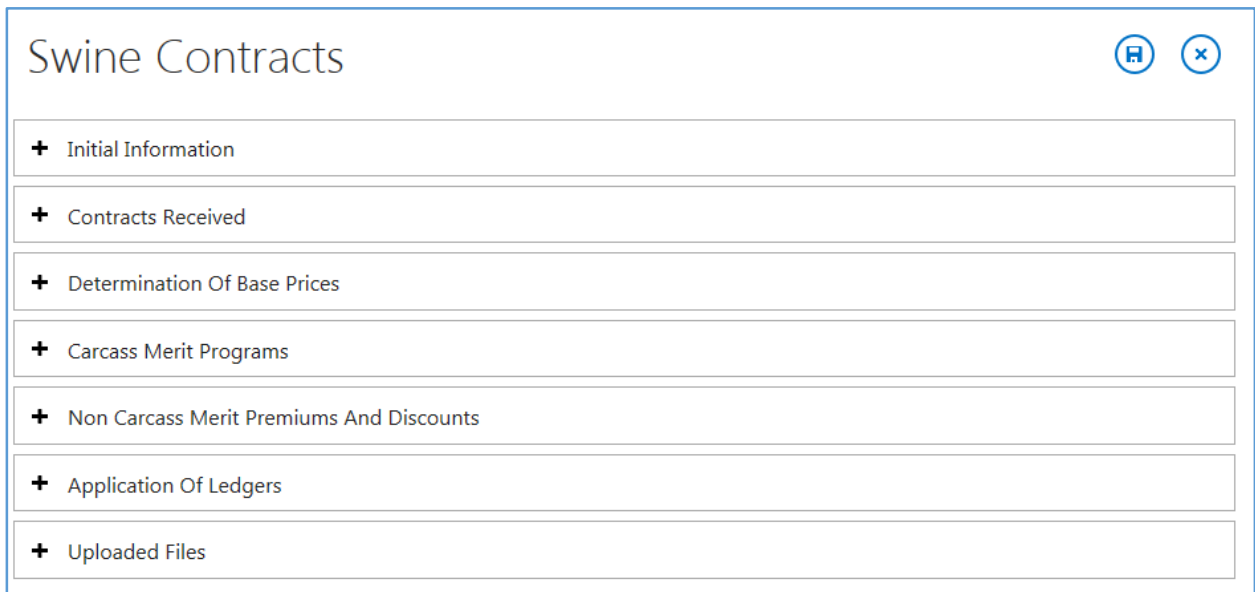 Swine Contracts
Initial Information
Contracts Received
Determination Of Base Prices
Carcass Merit Programs
Non Carcass Merit Premiums And Discounts
Application Of Ledgers
Uploaded Files